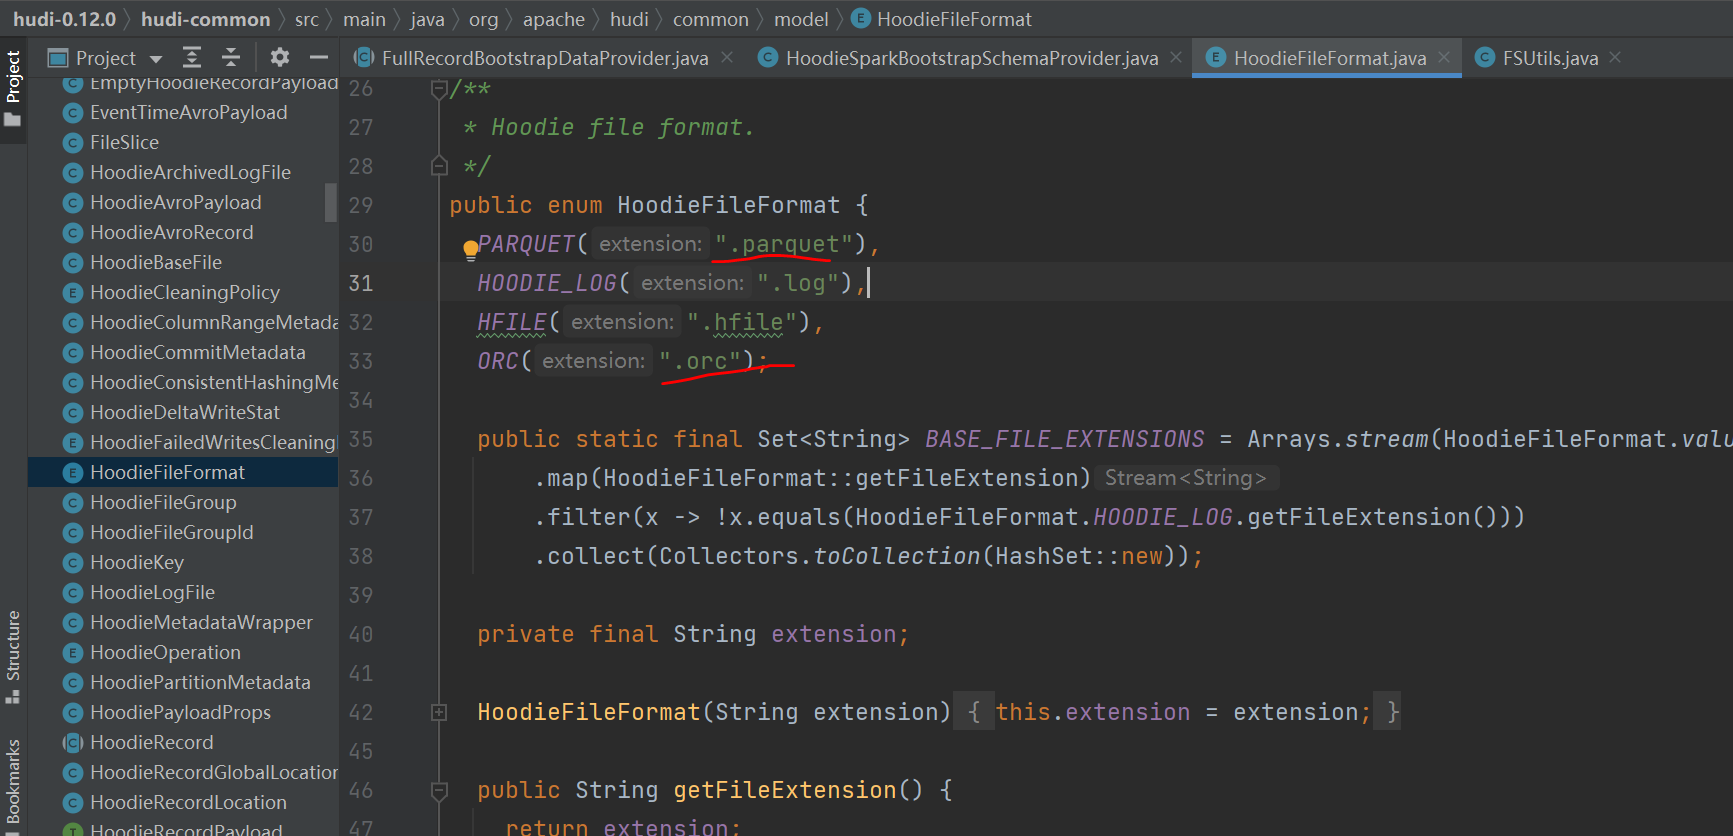 hudi-0.12.0 〉 hudi-common 〉 src 〉 main 〉 java 〉 org 〉 apache 〉 hudi 〉 common 〉 model 〉 E HoodieFileFormat
Project
Structure
Bookmarks
Project
FullRecordBootstrapDataProvider.java
HoodieSparkBootstrapSchemaProvider.java
HoodieFileFormat.java
FSUtils.java
EmptyHoodieRecordPayload
EventTimeAvroPayload
FileSlice
HoodieArchivedLogFile
HoodieAvroPayload
HoodieAvroRecord
HoodieBaseFile
HoodieCleaningPolicy
HoodieColumnRangeMetada
HoodieCommitMetadata
HoodieConsistentHashingMe
HoodieDeltaWriteStat
HoodieFailedWritesCleaning
HoodieFileFormat
HoodieFileGroup
HoodieFileGroupId
HoodieKey
HoodieLogFile
HoodieMetadataWrapper
HoodieOperation
HoodiePartitionMetadata
HoodiePayloadProps
HoodieRecord
HoodieRecordGlobalLocation
HoodieRecordLocation
HoodieRecordPayload
26 /**
27 * Hoodie file format.
28 */
29 public enum HoodieFileFormat {
30 PARQUET( extension: ".parquet"),
31 HOODIE_LOG( extension: ".log"),
32 HFILE( extension: ".hfile"),
33 ORC( extension: ".orc");
34
35 public static final Set<String> BASE_FILE_EXTENSIONS = Arrays.stream(HoodieFileFormat.valu
36 .map(HoodieFileFormat::getFileExtension) Stream<String>
37 .filter(x -> !x.equals(HoodieFileFormat.HOODIE_LOG.getFileExtension()))
38 .collect(Collectors.toCollection(HashSet::new));
39
40 private final String extension;
41
42 HoodieFileFormat(String extension) { this.extension = extension; }
45
46 public String getFileExtension() {
47 return extension;